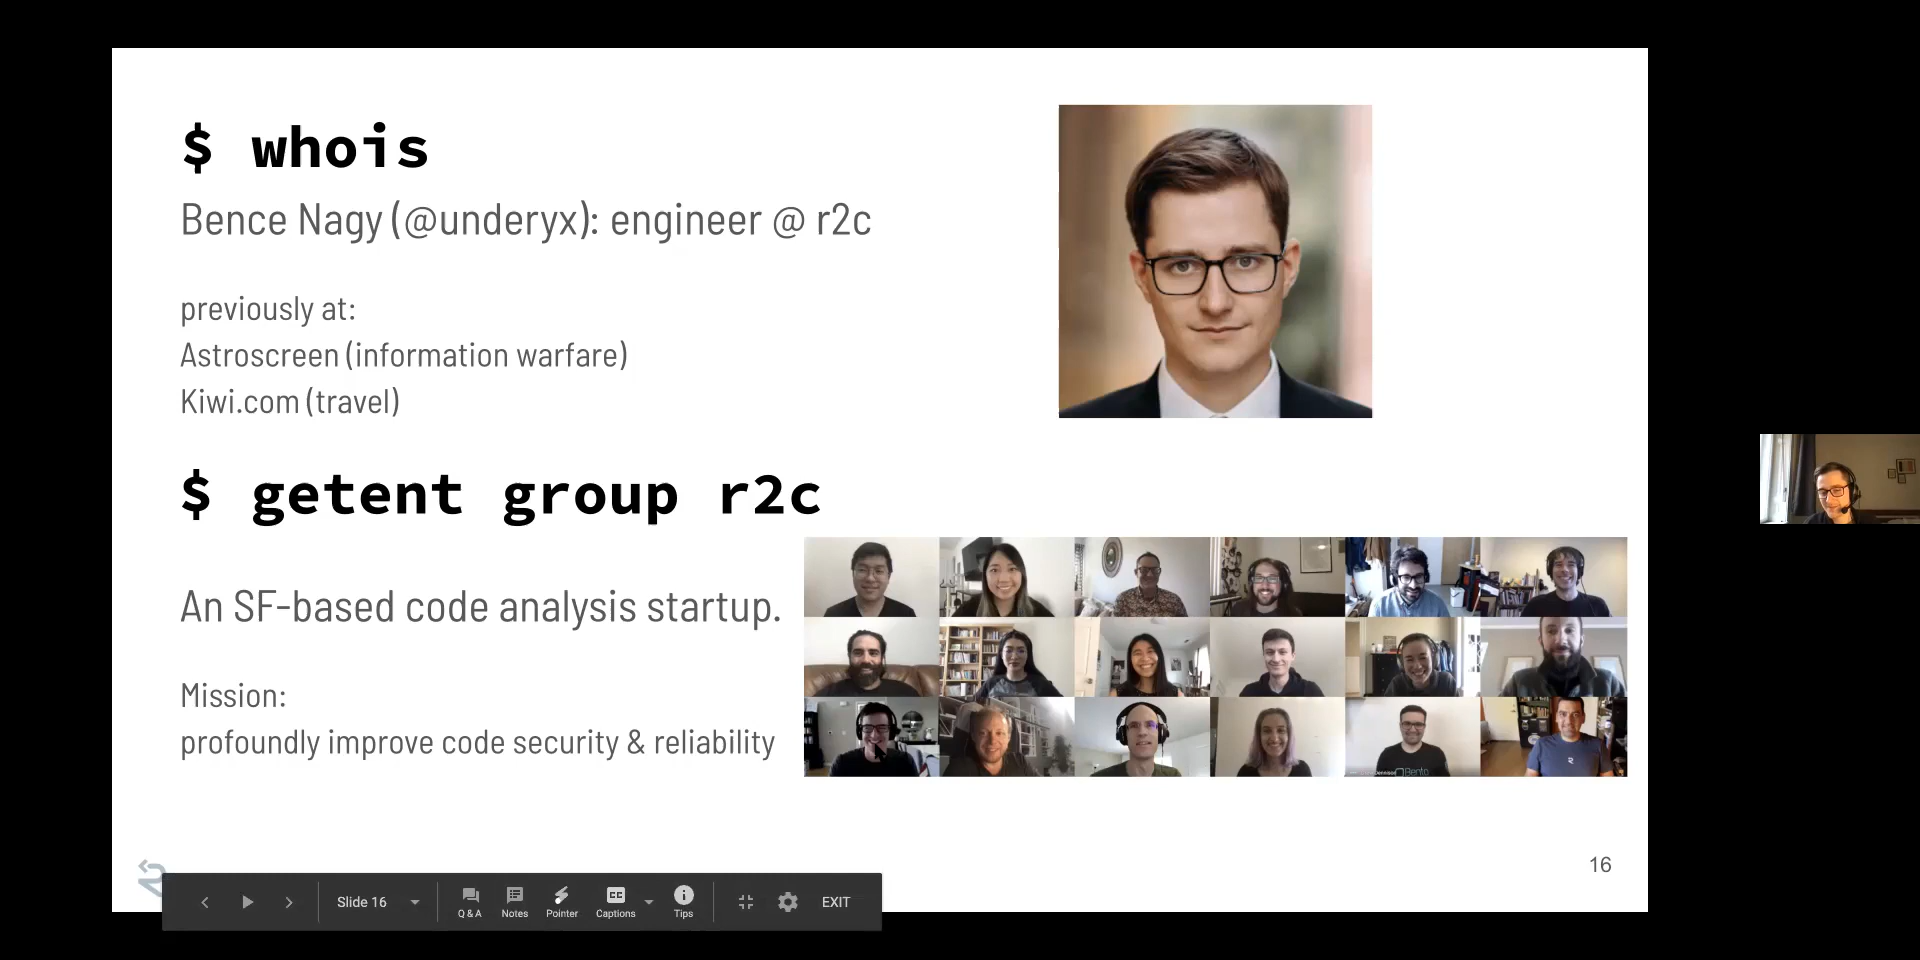 $ whois
Bence Nagy (@underyx): engineer @ r2c
previously at:
Astroscreen (information warfare)
Kiwi.com (travel)
$ getent group r2c
An SF-based code analysis startup.
Mission:
profoundly improve code security & reliability
Bento
16
Slide 16
Q & A
Notes
Pointer
Captions
Tips
EXIT